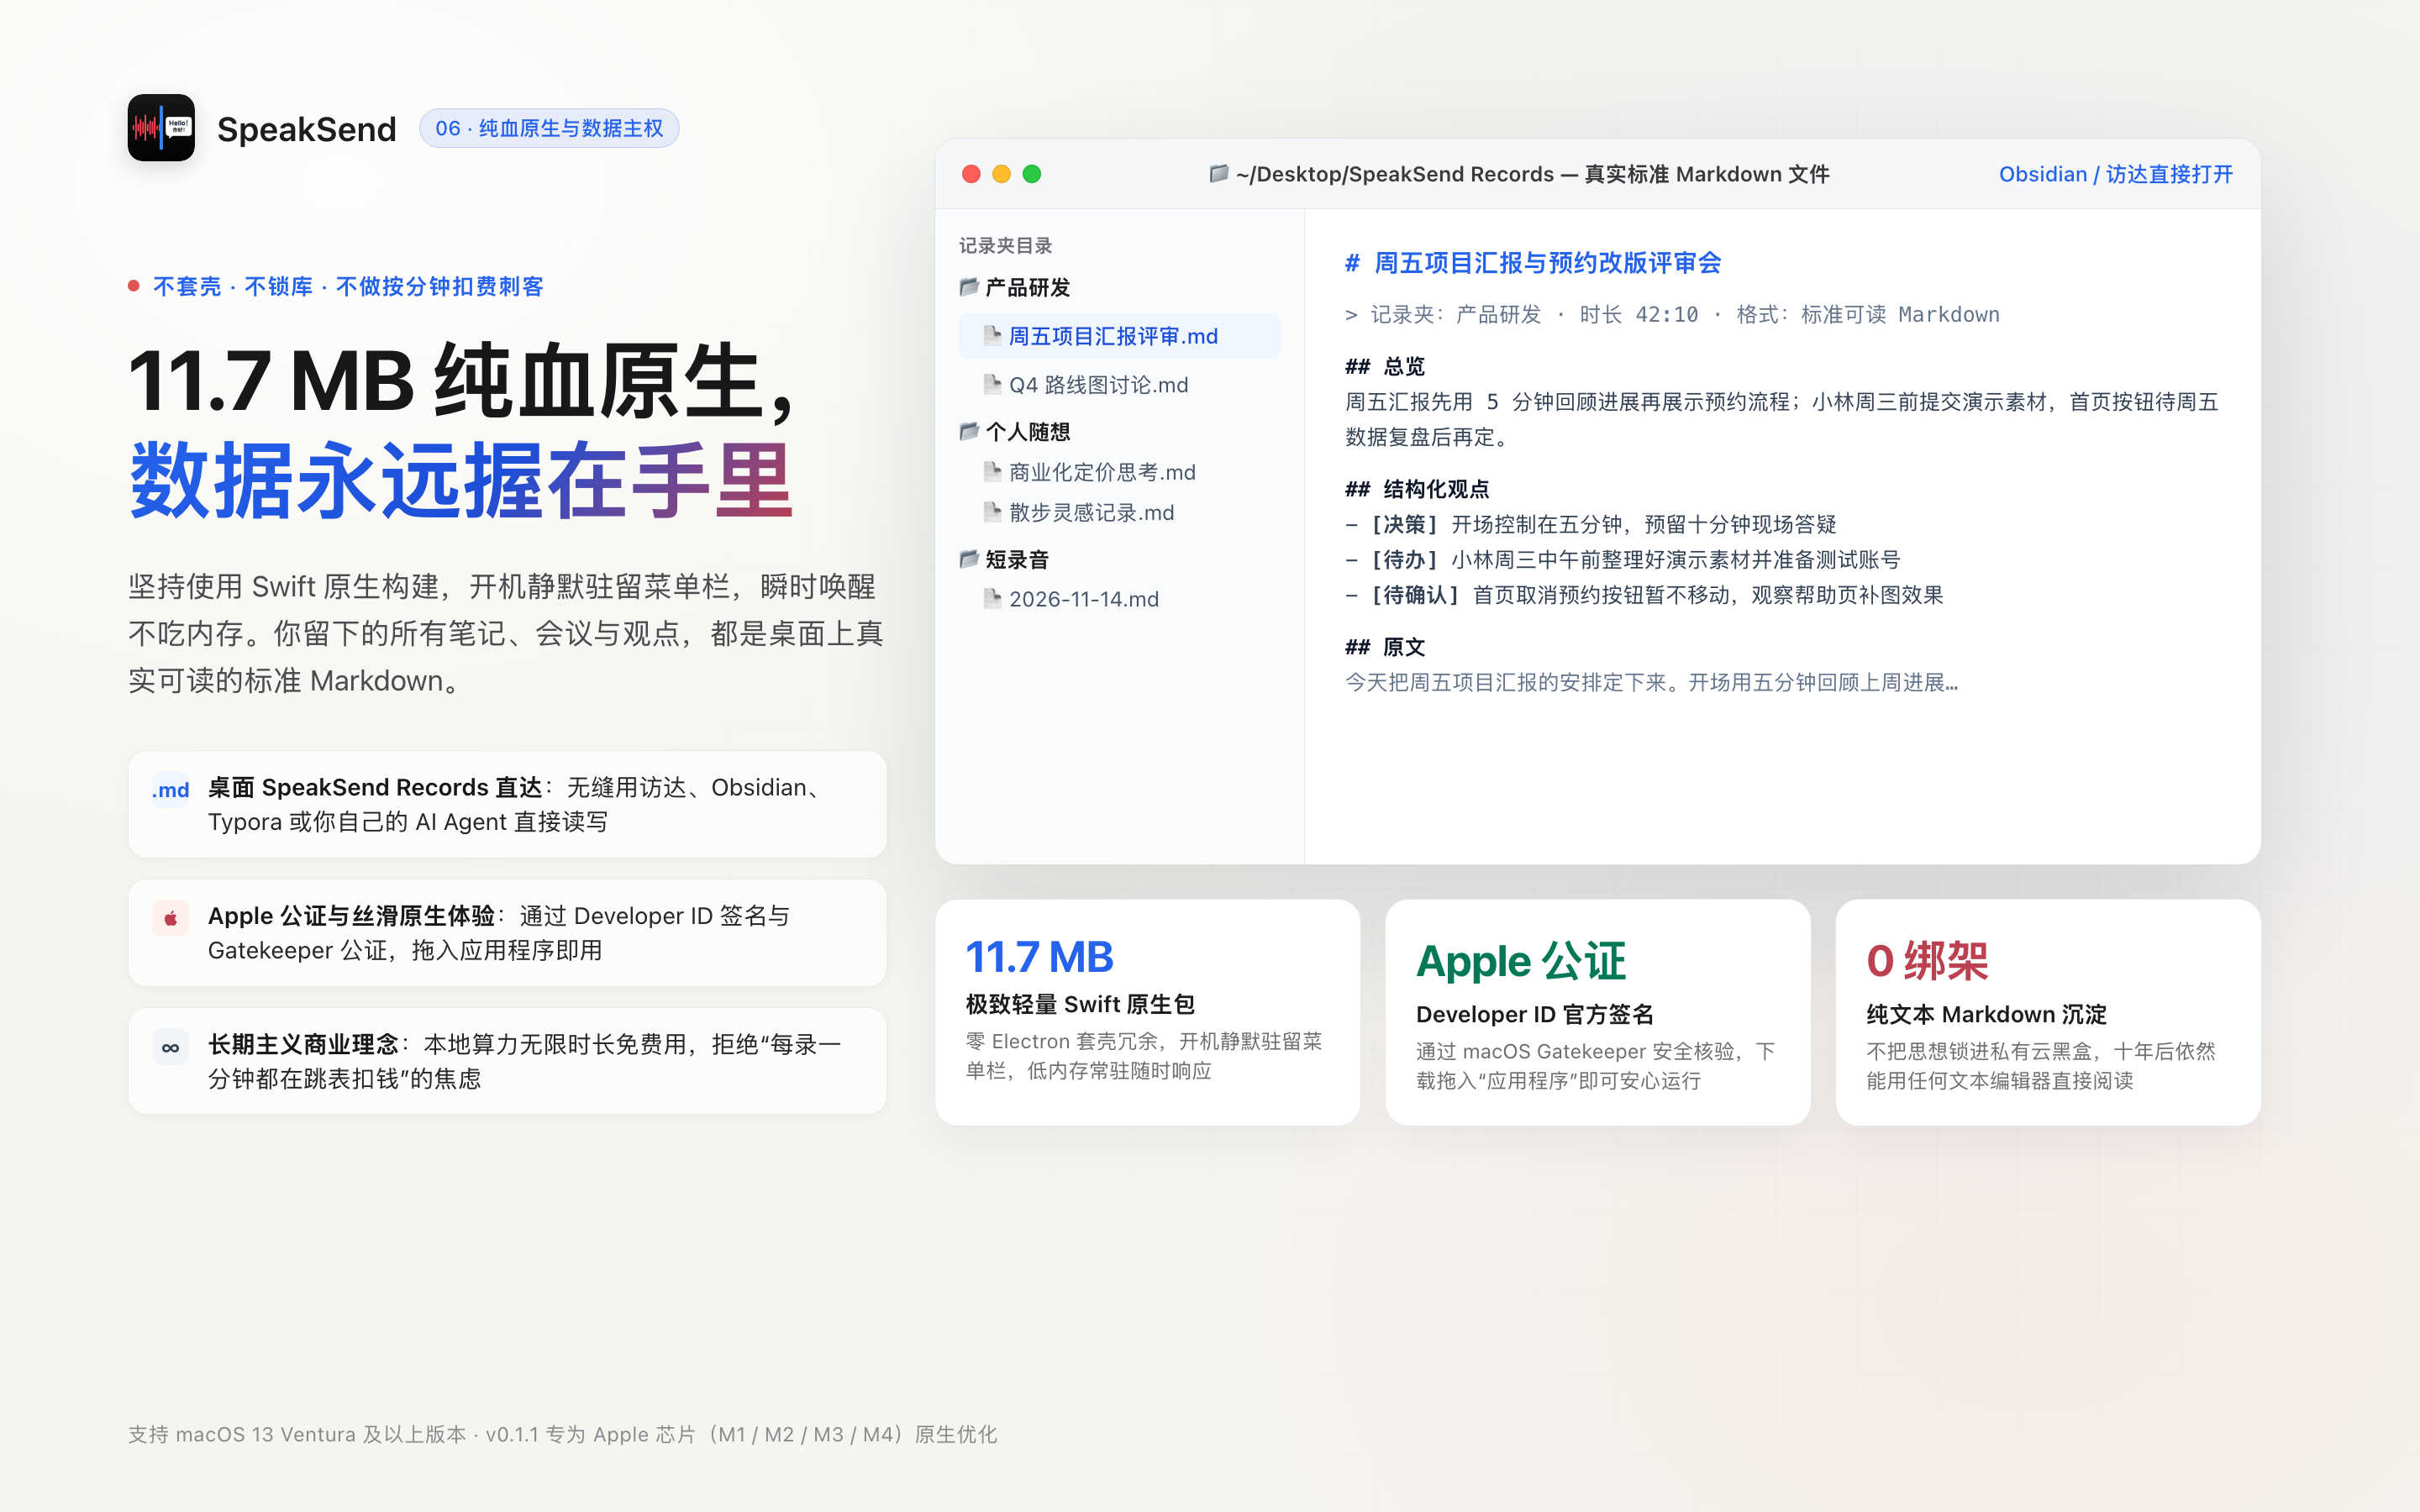 Hello!
你好!
SpeakSend
06 · 纯血原生与数据主权
不套壳 · 不锁库 · 不做按分钟扣费刺客
11.7 MB 纯血原生，
数据永远握在手里
坚持使用 Swift 原生构建，开机静默驻留菜单栏，瞬时唤醒
不吃内存。你留下的所有笔记、会议与观点，都是桌面上真
实可读的标准 Markdown。
.md
桌面 SpeakSend Records 直达：无缝用访达、Obsidian、
Typora 或你自己的 AI Agent 直接读写
Apple 公证与丝滑原生体验：通过 Developer ID 签名与
Gatekeeper 公证，拖入应用程序即用
∞
长期主义商业理念：本地算力无限时长免费用，拒绝“每录一
分钟都在跳表扣钱”的焦虑
~/Desktop/SpeakSend Records — 真实标准 Markdown 文件
Obsidian / 访达直接打开
记录夹目录
产品研发
周五项目汇报评审.md
Q4 路线图讨论.md
个人随想
商业化定价思考.md
散步灵感记录.md
短录音
2026-11-14.md
# 周五项目汇报与预约改版评审会
> 记录夹：产品研发 · 时长 42:10 · 格式：标准可读 Markdown
## 总览
周五汇报先用 5 分钟回顾进展再展示预约流程；小林周三前提交演示素材，首页按钮待周五
数据复盘后再定。
## 结构化观点
- [决策] 开场控制在五分钟，预留十分钟现场答疑
- [待办] 小林周三中午前整理好演示素材并准备测试账号
- [待确认] 首页取消预约按钮暂不移动，观察帮助页补图效果
## 原文
今天把周五项目汇报的安排定下来。开场用五分钟回顾上周进展…
11.7 MB
极致轻量 Swift 原生包
零 Electron 套壳冗余，开机静默驻留菜
单栏，低内存常驻随时响应
Apple 公证
Developer ID 官方签名
通过 macOS Gatekeeper 安全核验，下
载拖入“应用程序”即可安心运行
0 绑架
纯文本 Markdown 沉淀
不把思想锁进私有云黑盒，十年后依然
能用任何文本编辑器直接阅读
支持 macOS 13 Ventura 及以上版本 · v0.1.1 专为 Apple 芯片（M1 / M2 / M3 / M4）原生优化